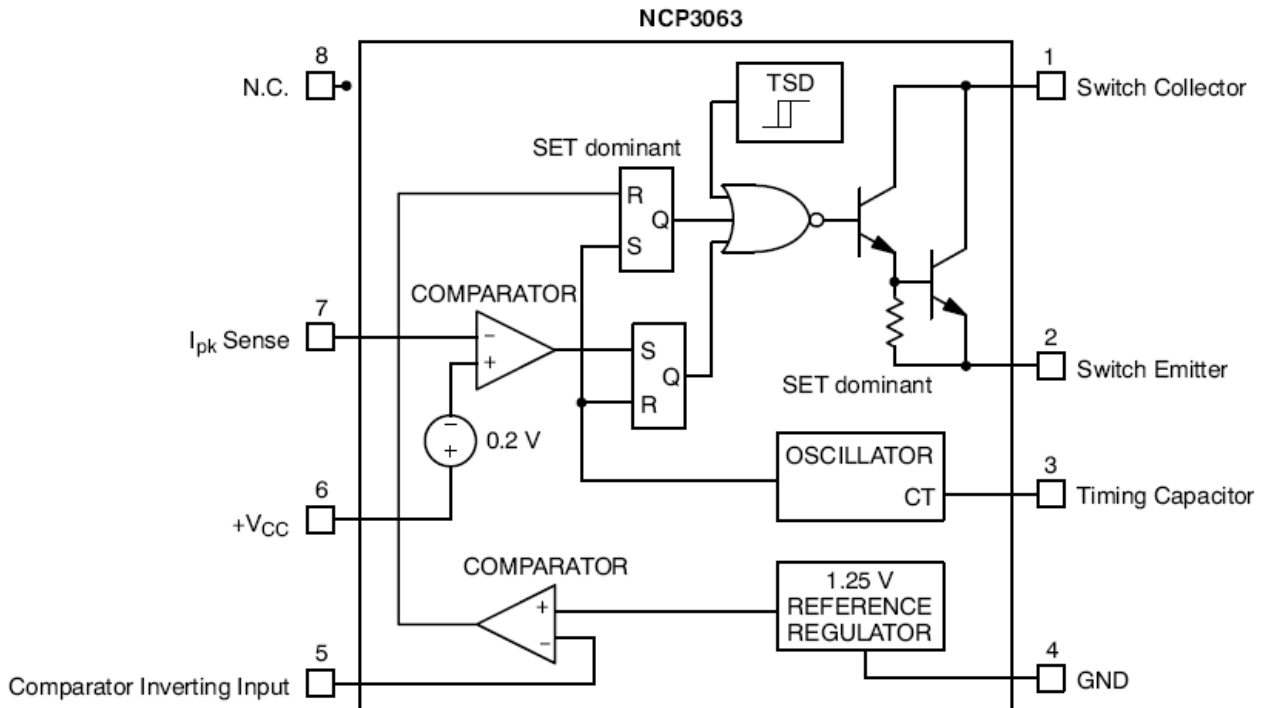 NCP3063
8
N.C.
1
Switch Collector
TSD
SET dominant
R
Q
S
COMPARATOR
7
Ipk Sense
−
+
S
Q
R
2
Switch Emitter
SET dominant
−
+
0.2 V
OSCILLATOR
CT
3
Timing Capacitor
6
+VCC
COMPARATOR
+
−
1.25 V
REFERENCE
REGULATOR
5
Comparator Inverting Input
4
GND